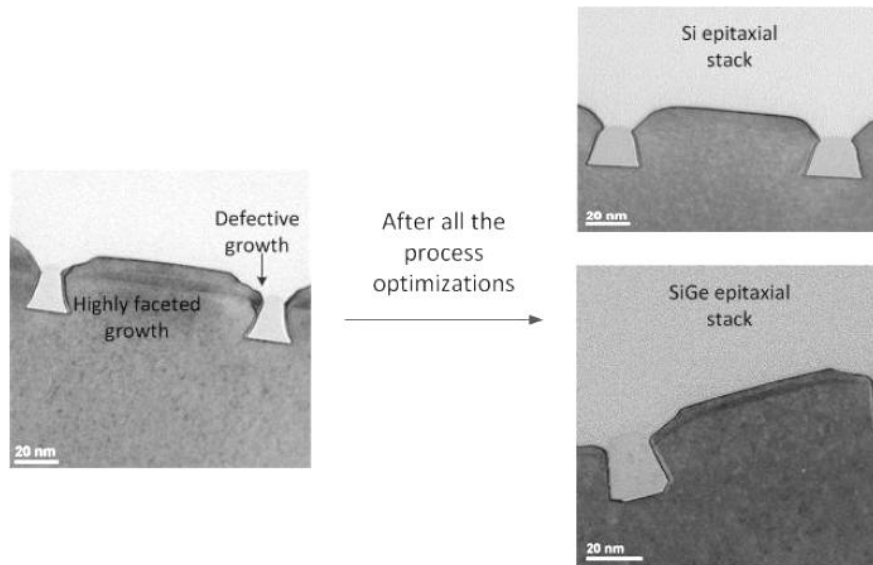 Defective
growth
Highly faceted
growth
20 nm
After all the
process
optimizations
Si epitaxial
stack
20 nm
SiGe epitaxial
stack
20 nm